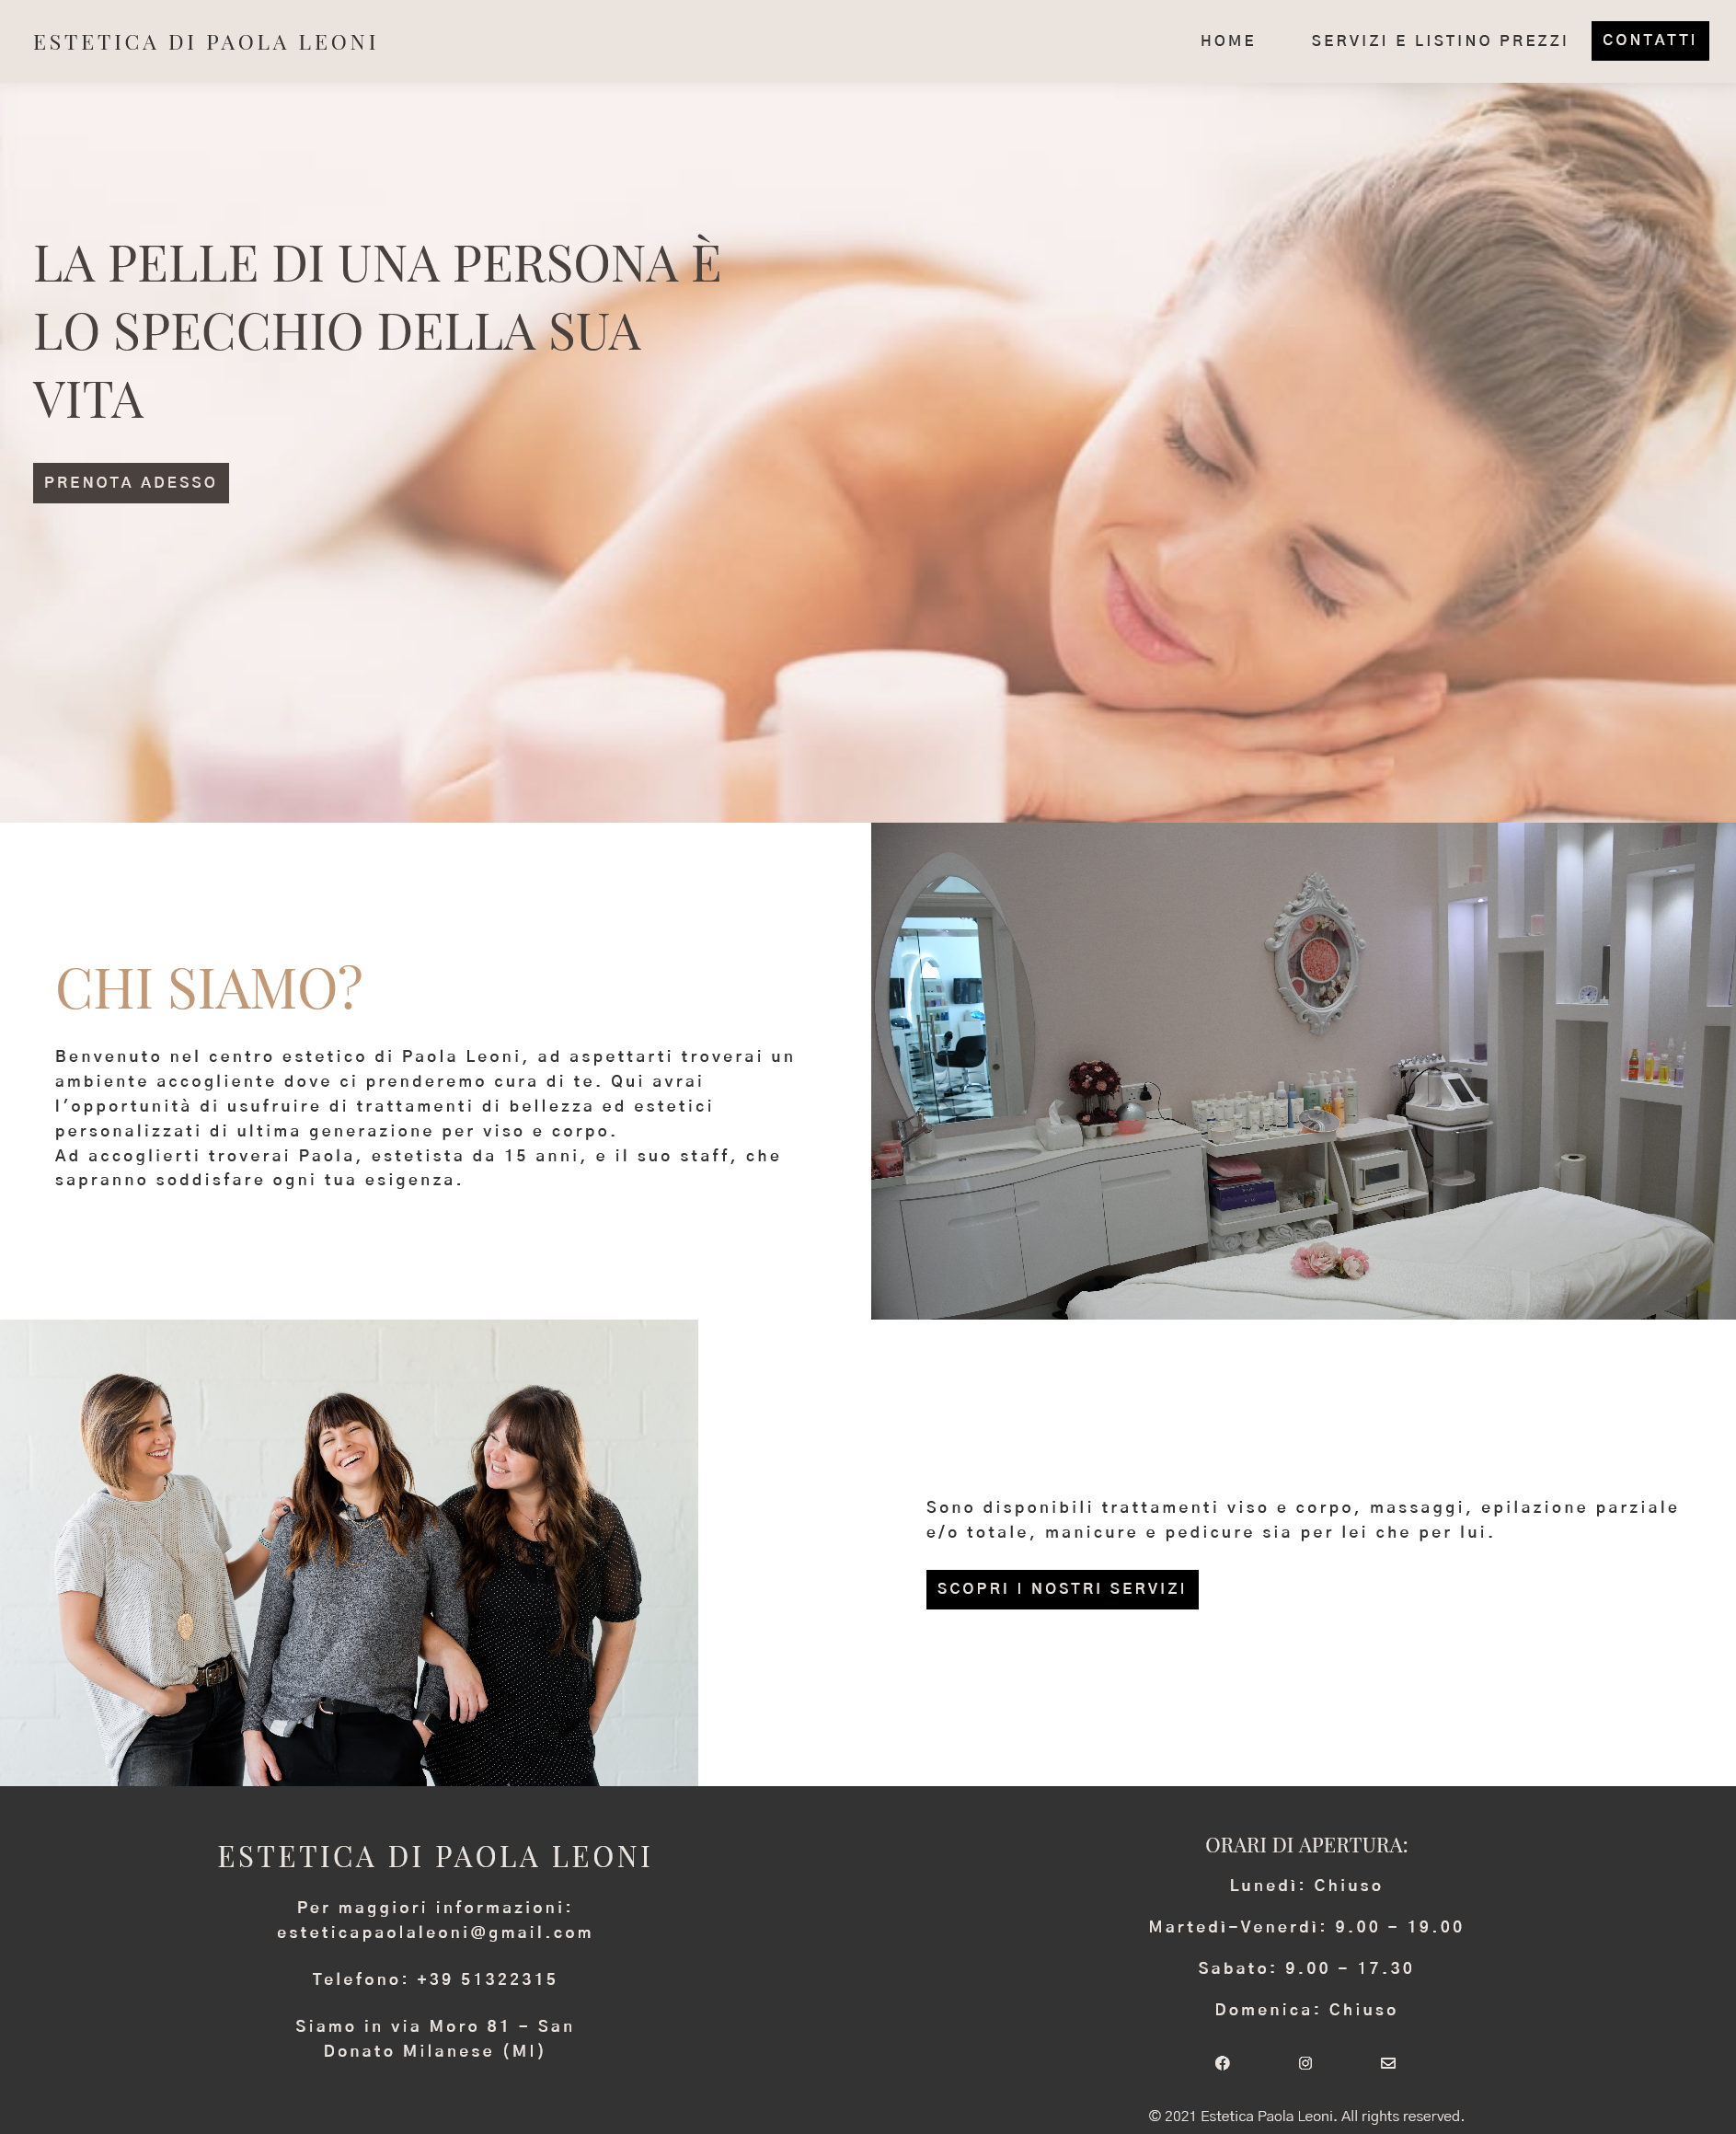 ESTETICA DI PAOLA LEONI
HOME
SERVIZI E LISTINO PREZZI
CONTATTI
LA PELLE DI UNA PERSONA È
LO SPECCHIO DELLA SUA
VITA
PRENOTA ADESSO
CHI SIAMO?
Benvenuto nel centro estetico di Paola Leoni, ad aspettarti troverai un
ambiente accogliente dove ci prenderemo cura di te. Qui avrai
l'opportunità di usufruire di trattamenti di bellezza ed estetici
personalizzati di ultima generazione per viso e corpo.
Ad accoglierti troverai Paola, estetista da 15 anni, e il suo staff, che
sapranno soddisfare ogni tua esigenza.
Sono disponibili trattamenti viso e corpo, massaggi, epilazione parziale
e/o totale, manicure e pedicure sia per lei che per lui.
SCOPRI I NOSTRI SERVIZI
ESTETICA DI PAOLA LEONI
Per maggiori informazioni:
esteticapaolaleoni@gmail.com
Telefono: +39 51322315
Siamo in via Moro 81 - San
Donato Milanese (MI)
ORARI DI APERTURA:
Lunedì: Chiuso
Martedì-Venerdì: 9.00 - 19.00
Sabato: 9.00 - 17.30
Domenica: Chiuso
© 2021 Estetica Paola Leoni. All rights reserved.